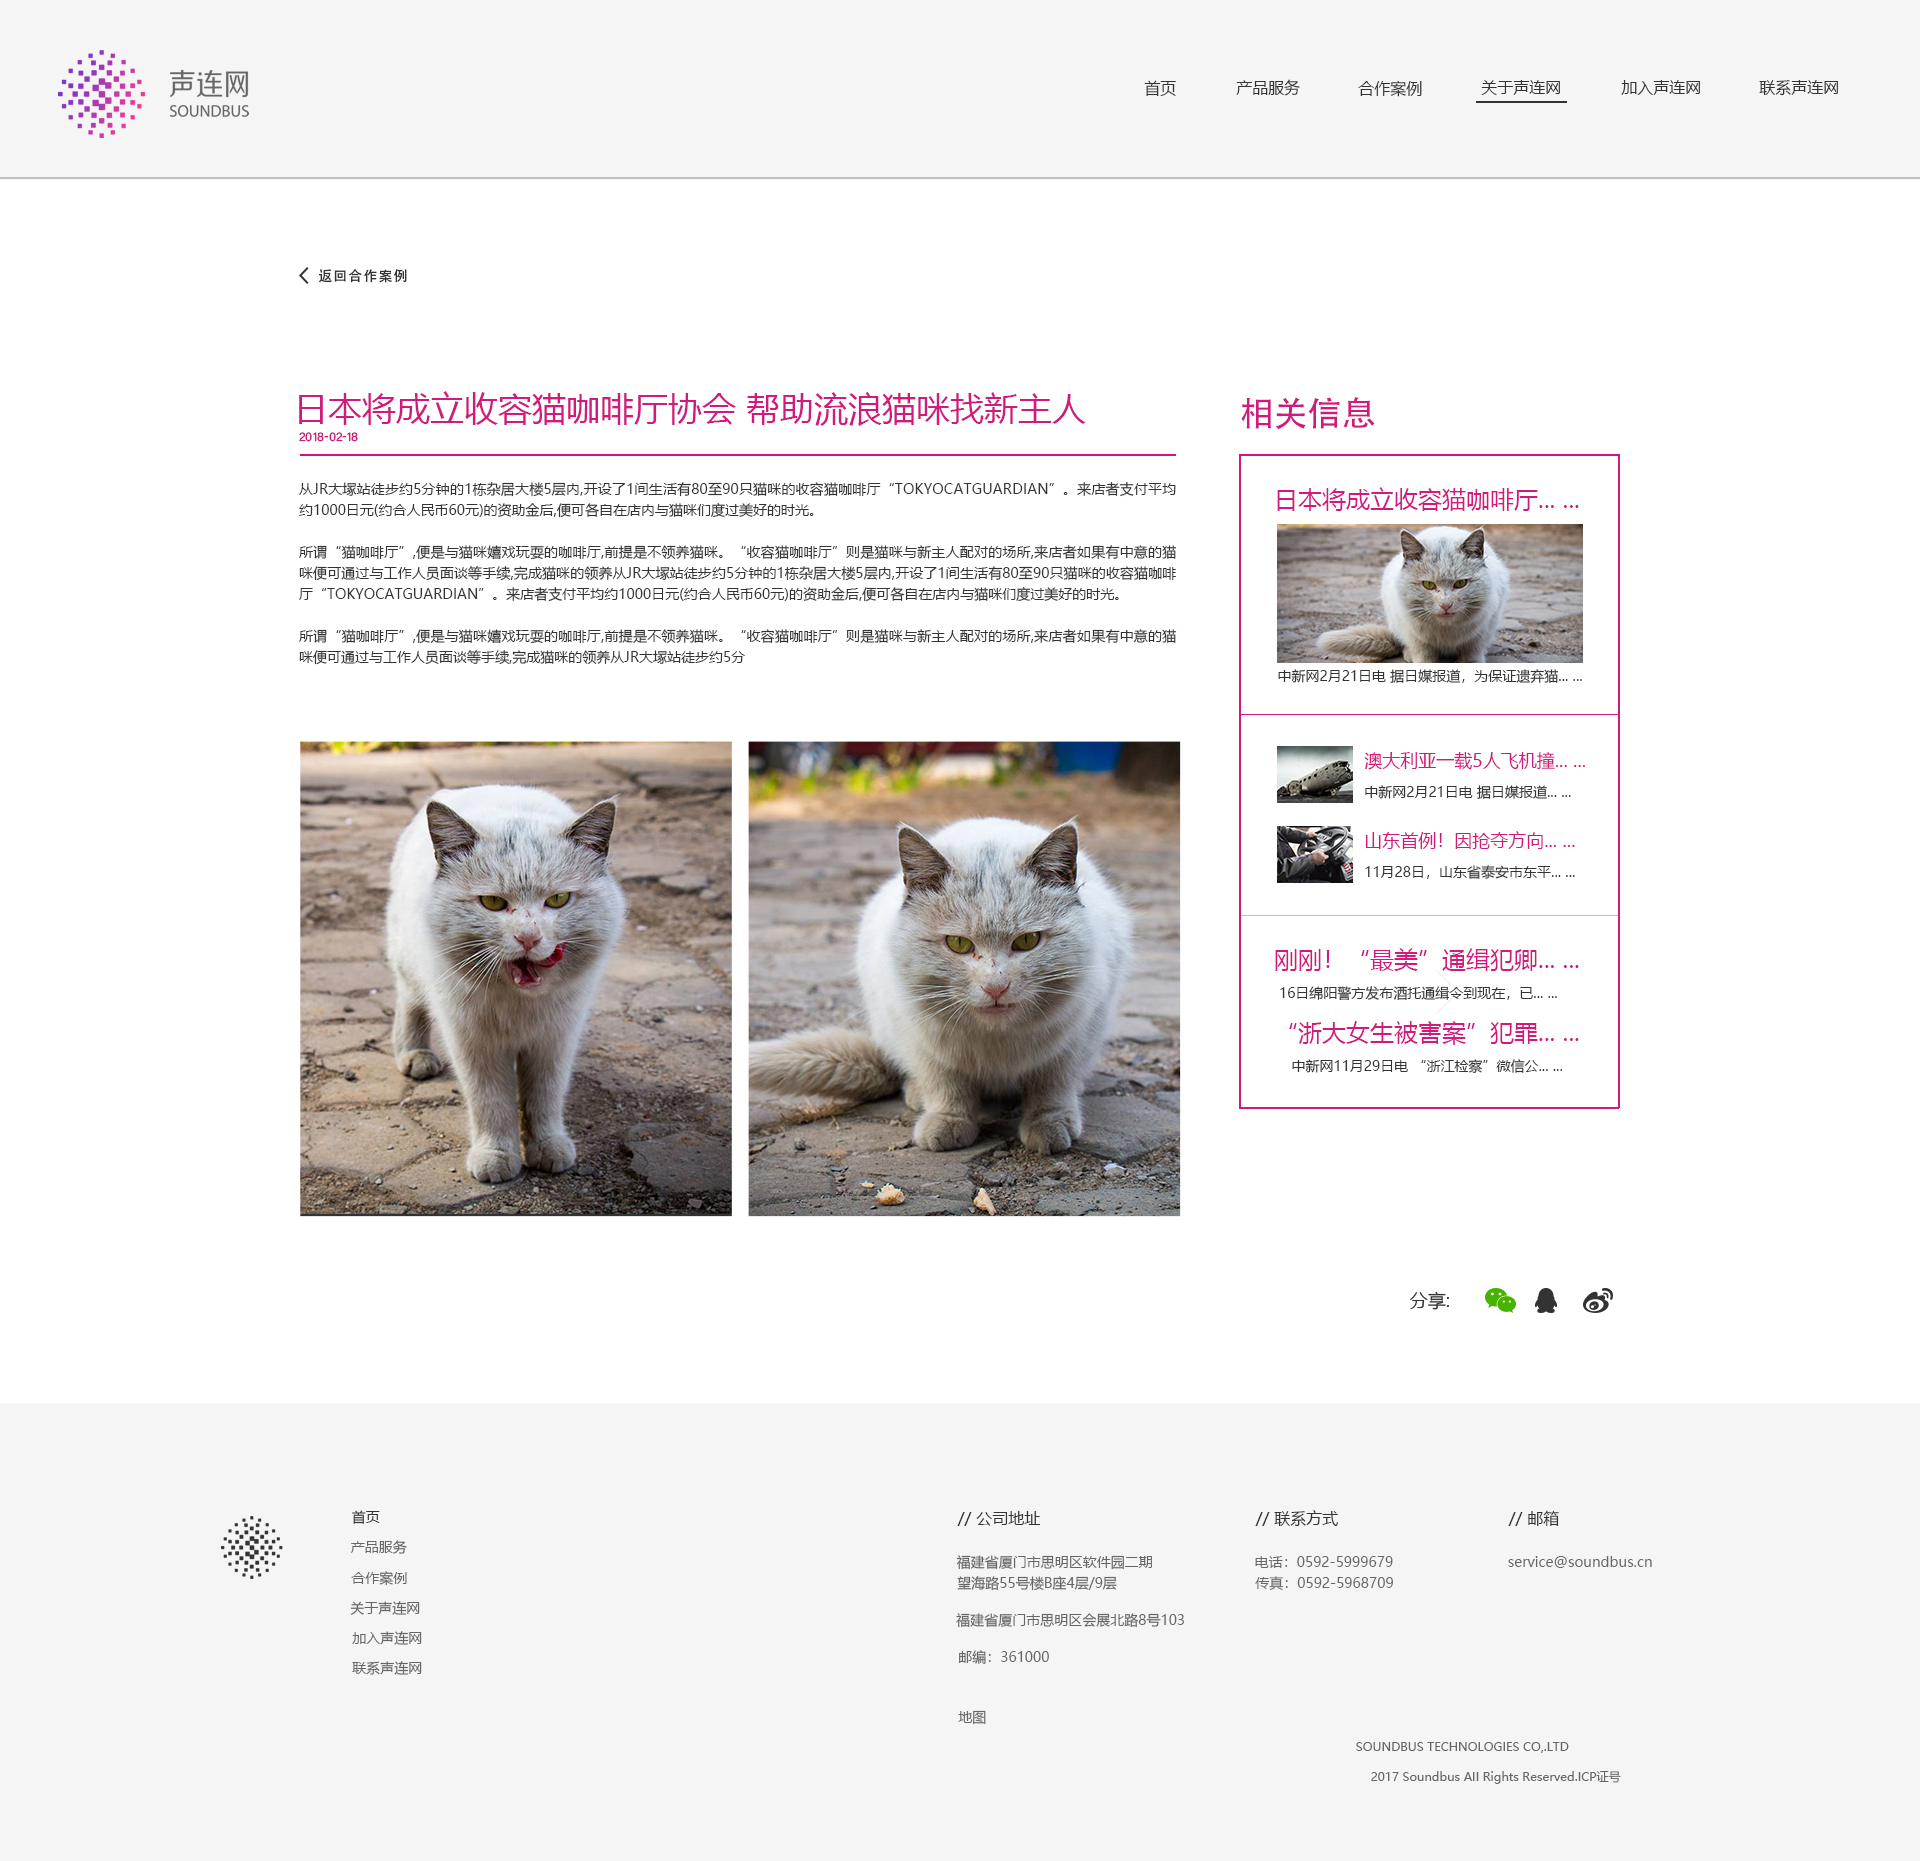 声连网
SOUNDBUS
首页
产品服务
合作案例
关于声连网
加入声连网
联系声连网
返回合作案例
日本将成立收容猫咖啡厅协会 帮助流浪猫咪找新主人
2018-02-18
从JR大塚站徒步约5分钟的1栋杂居大楼5层内,开设了1间生活有80至90只猫咪的收容猫咖啡厅“TOKYOCATGUARDIAN”。来店者支付平均
约1000日元(约合人民币60元)的资助金后,便可各自在店内与猫咪们度过美好的时光。
所谓“猫咖啡厅”,便是与猫咪嬉戏玩耍的咖啡厅,前提是不领养猫咪。“收容猫咖啡厅”则是猫咪与新主人配对的场所,来店者如果有中意的猫
咪便可通过与工作人员面谈等手续,完成猫咪的领养从JR大塚站徒步约5分钟的1栋杂居大楼5层内,开设了1间生活有80至90只猫咪的收容猫咖啡
厅“TOKYOCATGUARDIAN”。来店者支付平均约1000日元(约合人民币60元)的资助金后,便可各自在店内与猫咪们度过美好的时光。
所谓“猫咖啡厅”,便是与猫咪嬉戏玩耍的咖啡厅,前提是不领养猫咪。“收容猫咖啡厅”则是猫咪与新主人配对的场所,来店者如果有中意的猫
咪便可通过与工作人员面谈等手续,完成猫咪的领养从JR大塚站徒步约5分
相关信息
日本将成立收容猫咖啡厅... ...
中新网2月21日电 据日媒报道，为保证遗弃猫... ...
澳大利亚一载5人飞机撞... ...
中新网2月21日电 据日媒报道... ...
山东首例！因抢夺方向... ...
11月28日，山东省泰安市东平... ...
刚刚！“最美”通缉犯卿... ...
16日绵阳警方发布酒托通缉令到现在，已... ...
“浙大女生被害案”犯罪... ...
中新网11月29日电 “浙江检察”微信公... ...
分享:
首页
产品服务
合作案例
关于声连网
加入声连网
联系声连网
// 公司地址
福建省厦门市思明区软件园二期
望海路55号楼B座4层/9层
福建省厦门市思明区会展北路8号103
邮编：361000
地图
// 联系方式
电话：0592-5999679
传真：0592-5968709
// 邮箱
service@soundbus.cn
SOUNDBUS TECHNOLOGIES CO,.LTD
2017 Soundbus All Rights Reserved.ICP证号